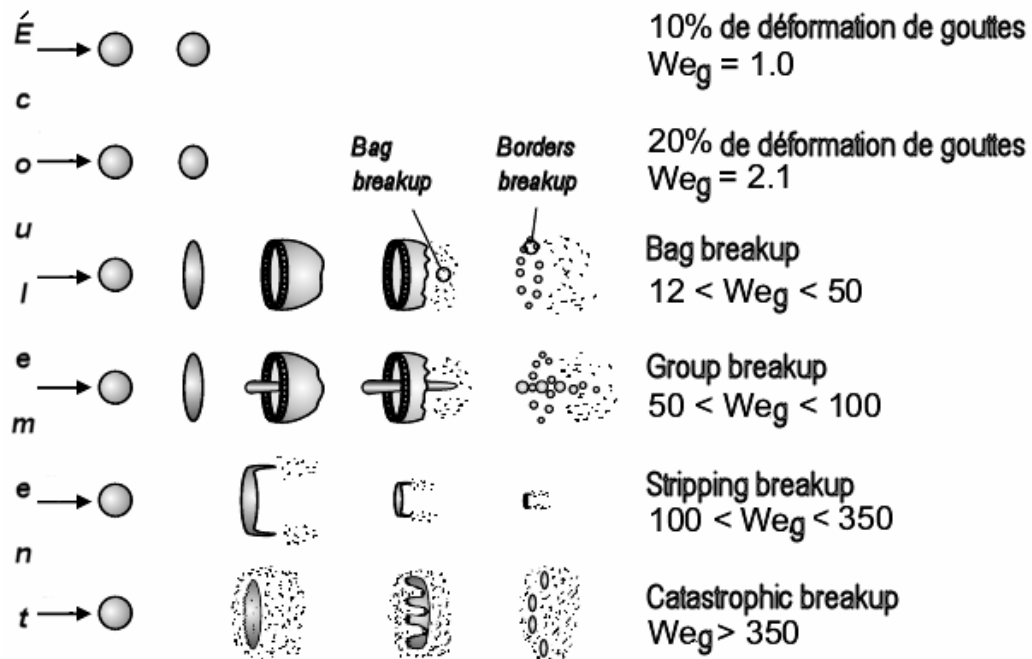 Écoulement
10% de déformation de gouttes
Weg = 1.0
20% de déformation de gouttes
Weg = 2.1
Bag
breakup
Borders
breakup
Bag breakup
12 < Weg < 50
Group breakup
50 < Weg < 100
Stripping breakup
100 < Weg < 350
Catastrophic breakup
Weg > 350